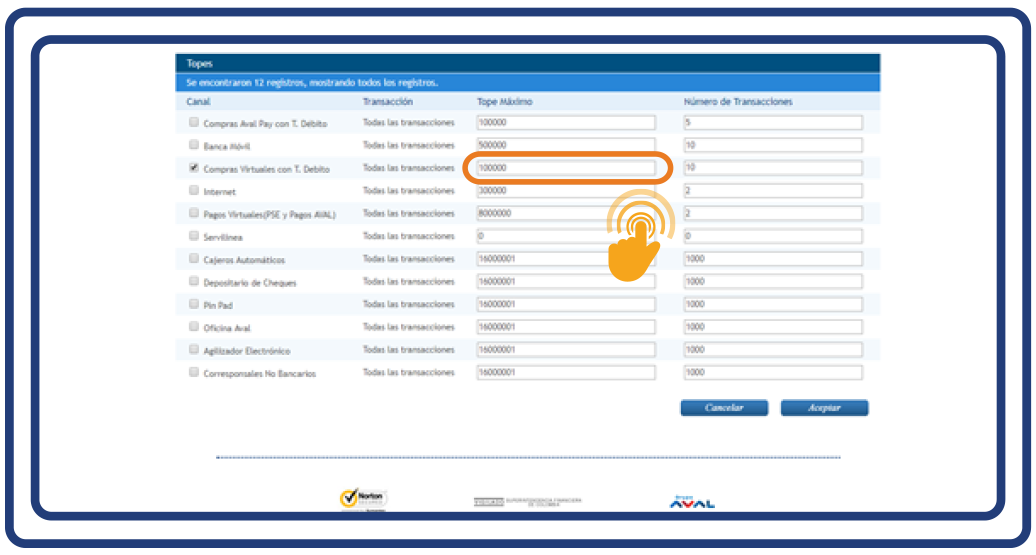 Topes
Se encontraron 12 registros, mostrando todos los registros.
Canal Transacción Tope Máximo Número de Transacciones
Compras Aval Pay con T. Débito Todas las transacciones 100000 5
Banca Móvil Todas las transacciones 500000 10
Compras Virtuales con T. Debito Todas las transacciones 100000 10
Internet Todas las transacciones 300000 2
Pagos Virtuales(PSE y Pagos AVAL) Todas las transacciones 8000000 2
Servilínea Todas las transacciones 0 0
Cajeros Automáticos Todas las transacciones 16000001 1000
Depositario de Cheques Todas las transacciones 16000001 1000
Pin Pad Todas las transacciones 16000001 1000
Oficina Aval Todas las transacciones 16000001 1000
Agilizador Electrónico Todas las transacciones 16000001 1000
Corresponsales No Bancarios Todas las transacciones 16000001 1000
Cancelar Aceptar
Norton
VIGILADO SUPERINTENDENCIA FINANCIERA
DE COLOMBIA
AVAL